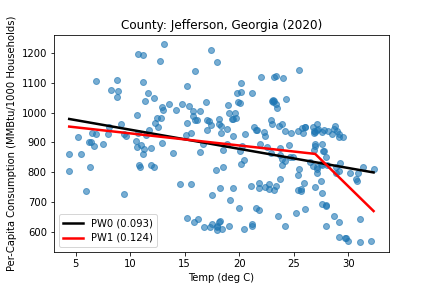 County: Jefferson, Georgia (2020)
Per-Capita Consumption (MMBtu/1000 Households)
1200
1100
1000
900
800
700
600
PW0 (0.093)
PW1 (0.124)
5 10 15 20 25 30
Temp (deg C)